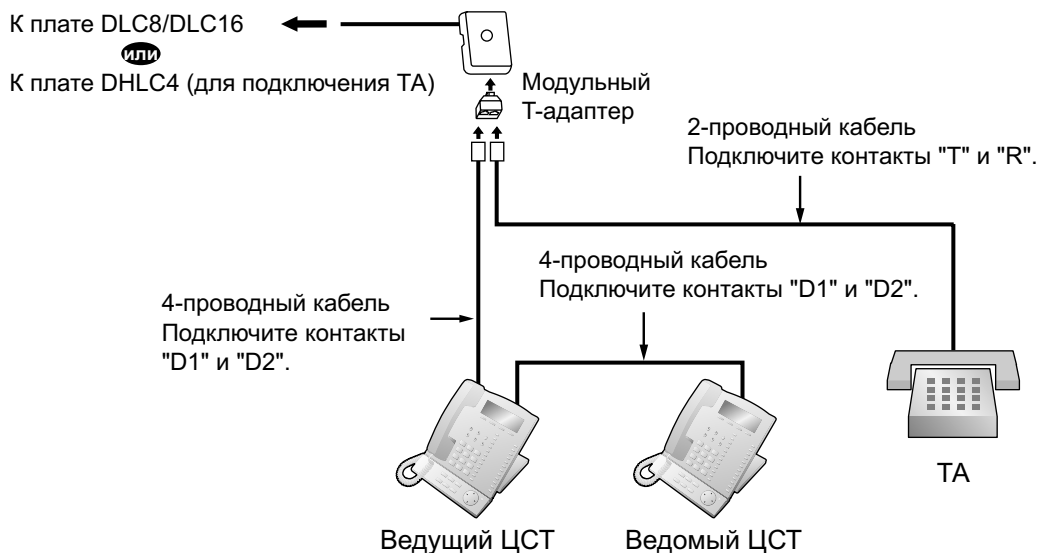 К плате DLC8/DLC16
или
К плате DHLC4 (для подключения ТА)
Модульный
Т-адаптер
2-проводный кабель
Подключите контакты "T" и "R".
4-проводный кабель
Подключите контакты "D1" и "D2".
4-проводный кабель
Подключите контакты
"D1" и "D2".
ТА
Ведущий ЦСТ
Ведомый ЦСТ